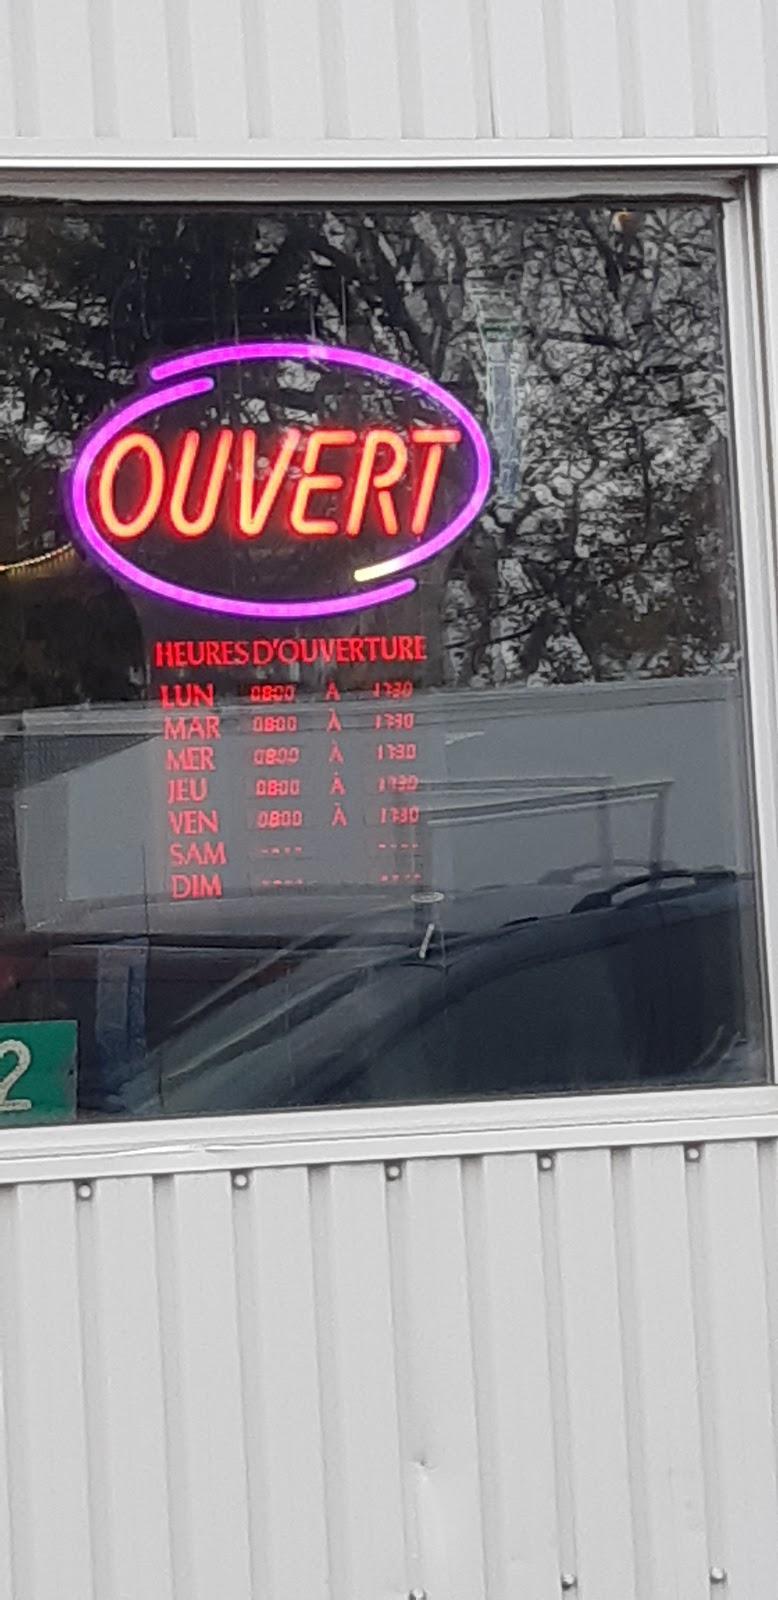 OUVERT
HEURES D'OUVERTURE
LUN 0800 À 1730
MAR 0800 À 1730
MER 0800 À 1730
JEU 0800 À 1730
VEN 0800 À 1730
SAM ---- ----
DIM ---- ----
2